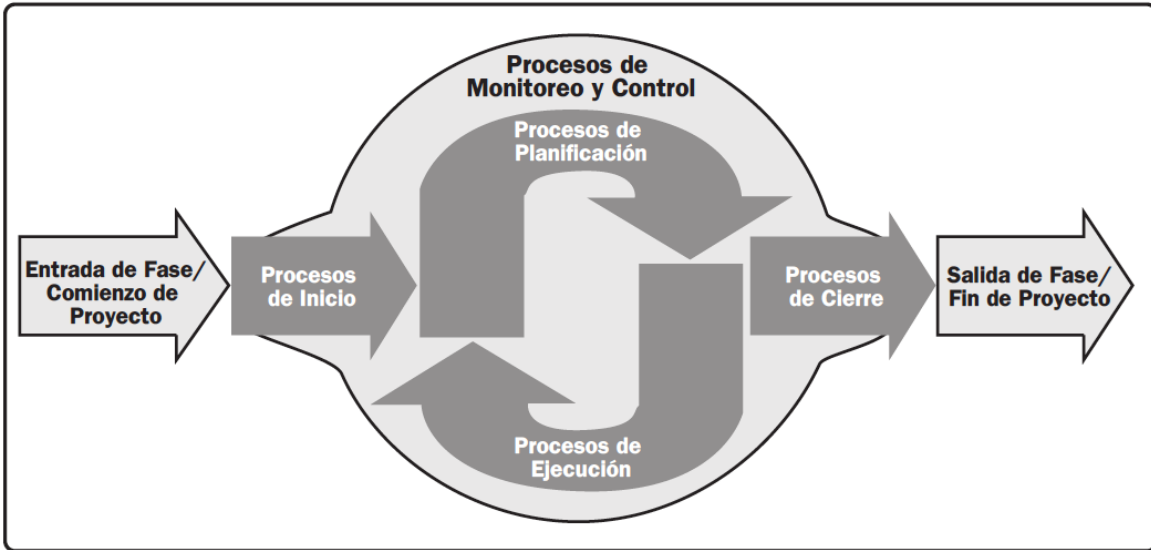 Procesos de
Monitoreo y Control
Procesos de
Planificación
Entrada de Fase/
Comienzo de
Proyecto
Procesos
de Inicio
Procesos
de Cierre
Salida de Fase/
Fin de Proyecto
Procesos de
Ejecución